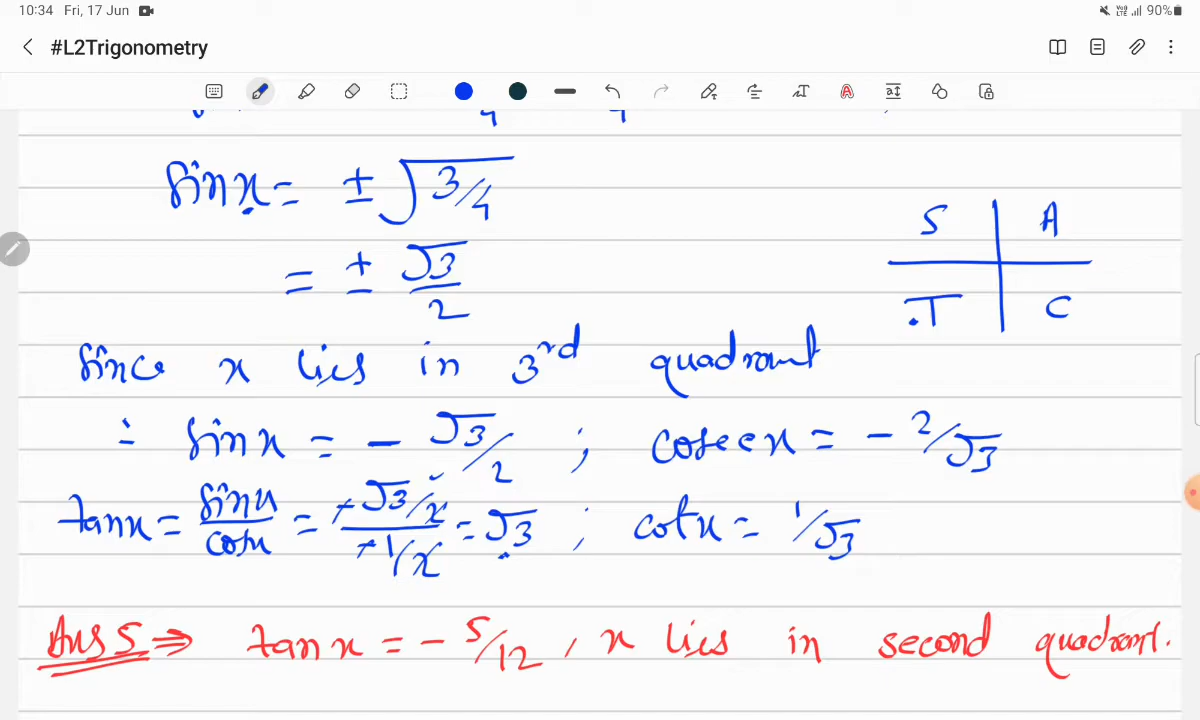 10:34 Fri, 17 Jun 90%
#L2Trigonometry
4 4
sin x = ± √3/4
S A
= ± √3/2
T C
since x lies in 3rd quadrant
∴ sin x = - √3/2 ; cosec x = - 2/√3
tan x = sin x/cos x = -√3/2 / -1/2 = √3 ; cot x = 1/√3
Ans 5 ⇒ tan x = - 5/12 , x lies in second quadrant.